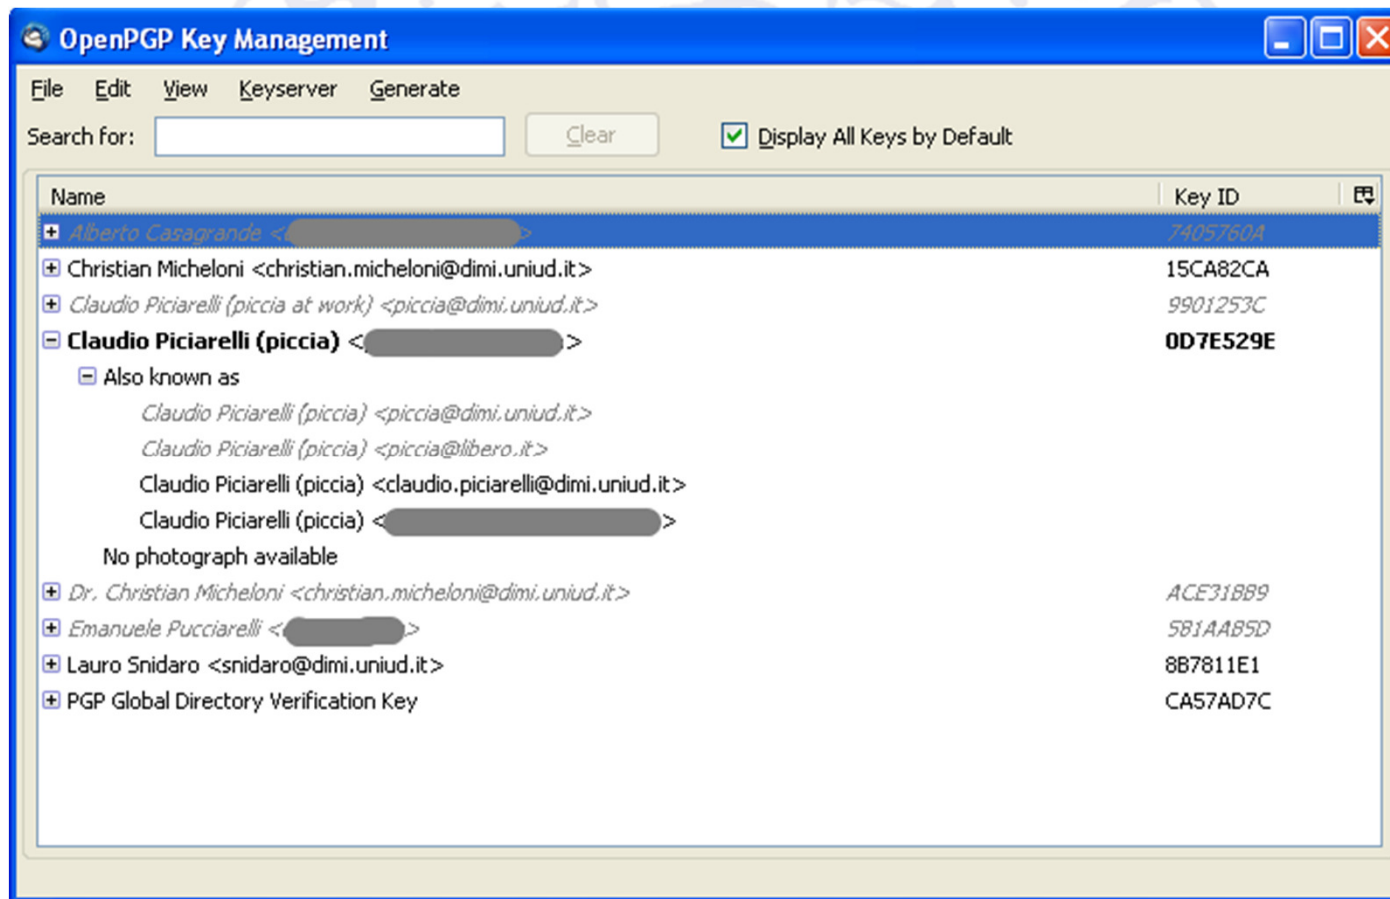 OpenPGP Key Management
File Edit View Keyserver Generate
Search for: Clear Display All Keys by Default
Name Key ID
Alberto Casagrande < > 7405760A
Christian Micheloni <christian.micheloni@dimi.uniud.it> 15CA82CA
Claudio Piciarelli (piccia at work) <piccia@dimi.uniud.it> 9901253C
Claudio Piciarelli (piccia) < > 0D7E529E
Also known as
Claudio Piciarelli (piccia) <piccia@dimi.uniud.it>
Claudio Piciarelli (piccia) <piccia@libero.it>
Claudio Piciarelli (piccia) <claudio.piciarelli@dimi.uniud.it>
Claudio Piciarelli (piccia) < >
No photograph available
Dr. Christian Micheloni <christian.micheloni@dimi.uniud.it> ACE31BB9
Emanuele Pucciarelli < > 5B1AAB5D
Lauro Snidaro <snidaro@dimi.uniud.it> 8B7811E1
PGP Global Directory Verification Key CA57AD7C